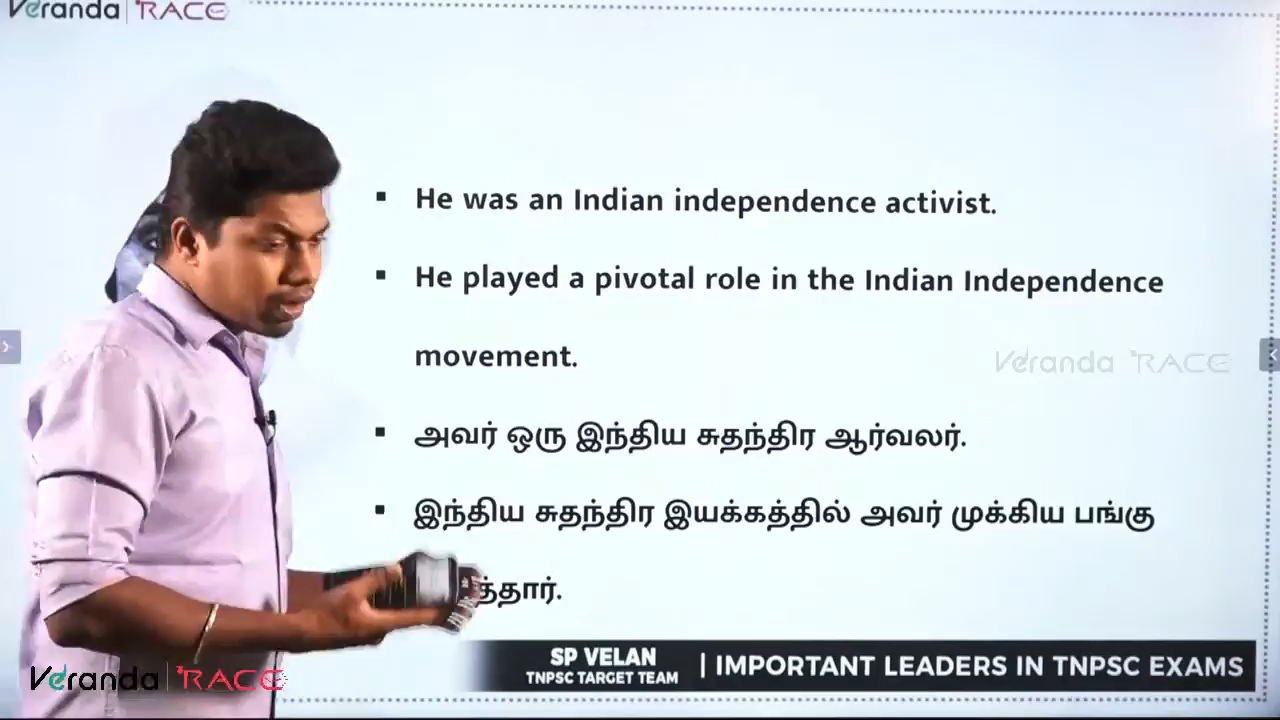 Veranda RACE
He was an Indian independence activist.
He played a pivotal role in the Indian Independence
movement.
Veranda RACE
அவர் ஒரு இந்திய சுதந்திர ஆர்வலர்.
இந்திய சுதந்திர இயக்கத்தில் அவர் முக்கிய பங்கு
த்தார்.
SP VELAN
TNPSC TARGET TEAM
| IMPORTANT LEADERS IN TNPSC EXAMS
Veranda RACE